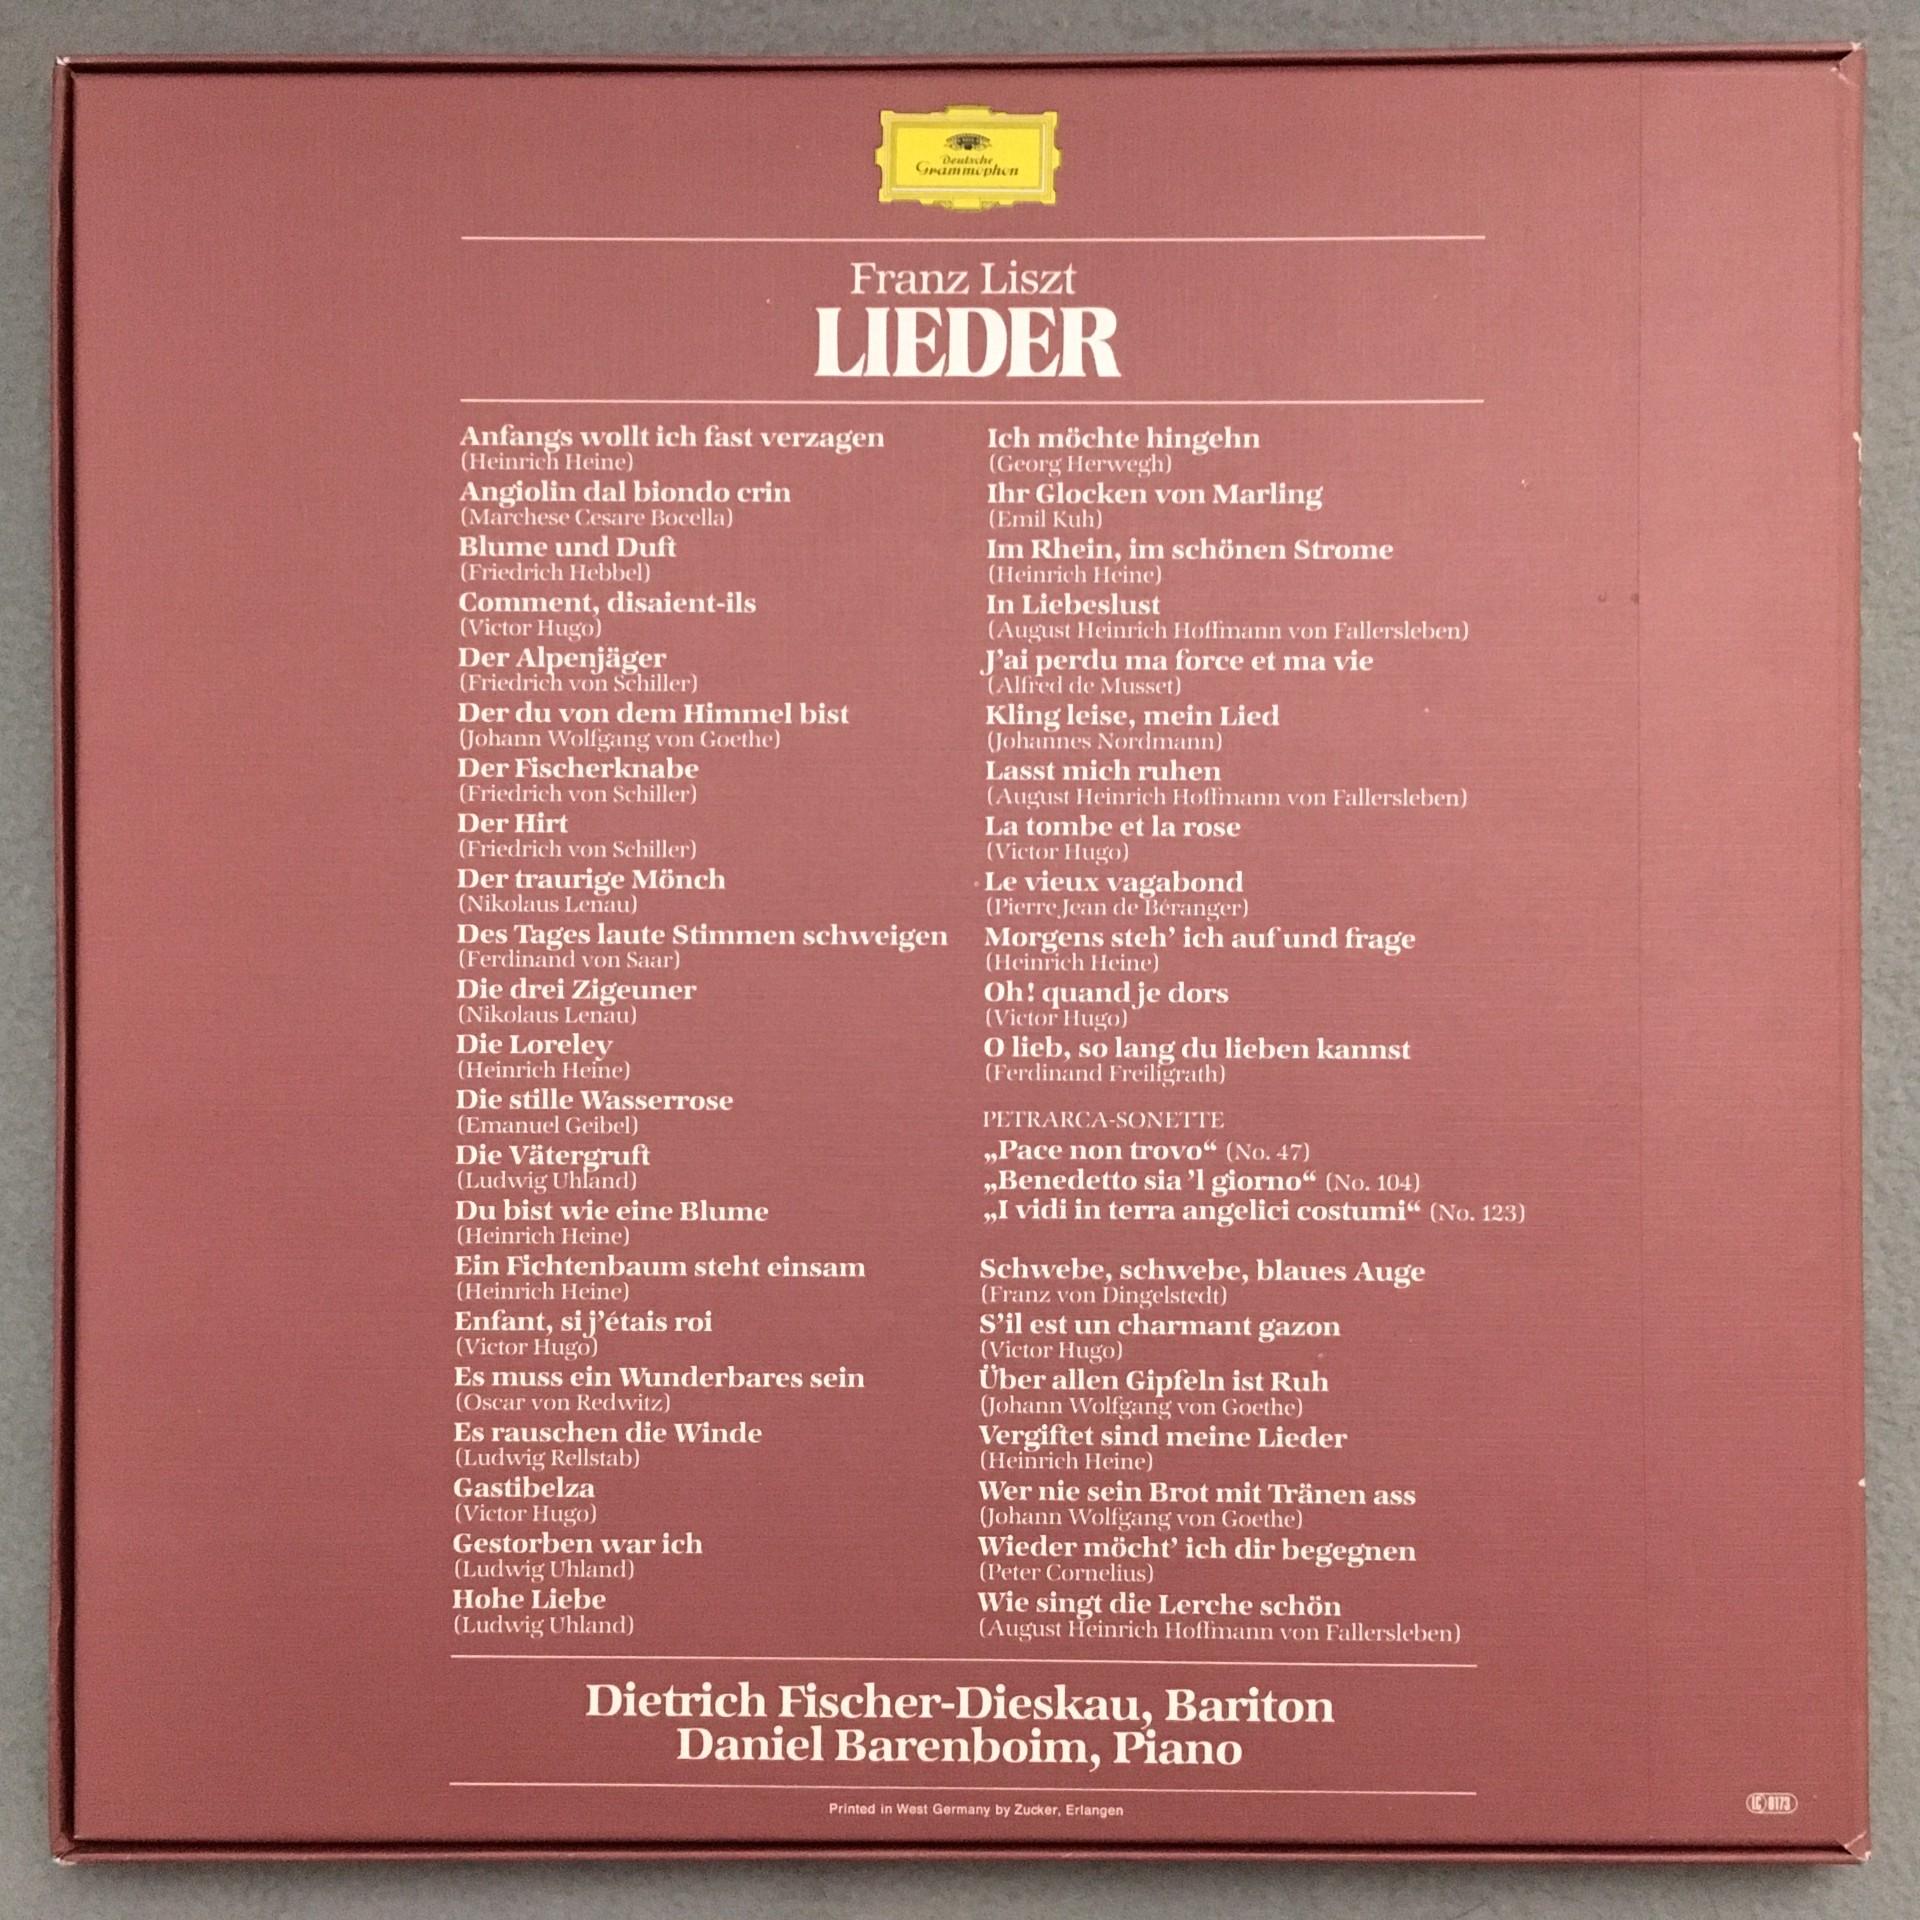 Deutsche
Grammophon
Franz Liszt
LIEDER
Anfangs wollt ich fast verzagen
(Heinrich Heine)
Angiolin dal biondo crin
(Marchese Cesare Bocella)
Blume und Duft
(Friedrich Hebbel)
Comment, disaient-ils
(Victor Hugo)
Der Alpenjäger
(Friedrich von Schiller)
Der du von dem Himmel bist
(Johann Wolfgang von Goethe)
Der Fischerknabe
(Friedrich von Schiller)
Der Hirt
(Friedrich von Schiller)
Der traurige Mönch
(Nikolaus Lenau)
Des Tages laute Stimmen schweigen
(Ferdinand von Saar)
Die drei Zigeuner
(Nikolaus Lenau)
Die Loreley
(Heinrich Heine)
Die stille Wasserrose
(Emanuel Geibel)
Die Vätergruft
(Ludwig Uhland)
Du bist wie eine Blume
(Heinrich Heine)
Ein Fichtenbaum steht einsam
(Heinrich Heine)
Enfant, si j’étais roi
(Victor Hugo)
Es muss ein Wunderbares sein
(Oscar von Redwitz)
Es rauschen die Winde
(Ludwig Rellstab)
Gastibelza
(Victor Hugo)
Gestorben war ich
(Ludwig Uhland)
Hohe Liebe
(Ludwig Uhland)
Ich möchte hingehn
(Georg Herwegh)
Ihr Glocken von Marling
(Emil Kuh)
Im Rhein, im schönen Strome
(Heinrich Heine)
In Liebeslust
(August Heinrich Hoffmann von Fallersleben)
J’ai perdu ma force et ma vie
(Alfred de Musset)
Kling leise, mein Lied
(Johannes Nordmann)
Lasst mich ruhen
(August Heinrich Hoffmann von Fallersleben)
La tombe et la rose
(Victor Hugo)
Le vieux vagabond
(Pierre Jean de Béranger)
Morgens steh’ ich auf und frage
(Heinrich Heine)
Oh! quand je dors
(Victor Hugo)
O lieb, so lang du lieben kannst
(Ferdinand Freiligrath)
PETRARCA-SONETTE
„Pace non trovo“ (No. 47)
„Benedetto sia ’l giorno“ (No. 104)
„I vidi in terra angelici costumi“ (No. 123)
Schwebe, schwebe, blaues Auge
(Franz von Dingelstedt)
S’il est un charmant gazon
(Victor Hugo)
Über allen Gipfeln ist Ruh
(Johann Wolfgang von Goethe)
Vergiftet sind meine Lieder
(Heinrich Heine)
Wer nie sein Brot mit Tränen ass
(Johann Wolfgang von Goethe)
Wieder möcht’ ich dir begegnen
(Peter Cornelius)
Wie singt die Lerche schön
(August Heinrich Hoffmann von Fallersleben)
Dietrich Fischer-Dieskau, Bariton
Daniel Barenboim, Piano
Printed in West Germany by Zucker, Erlangen
LC 0173